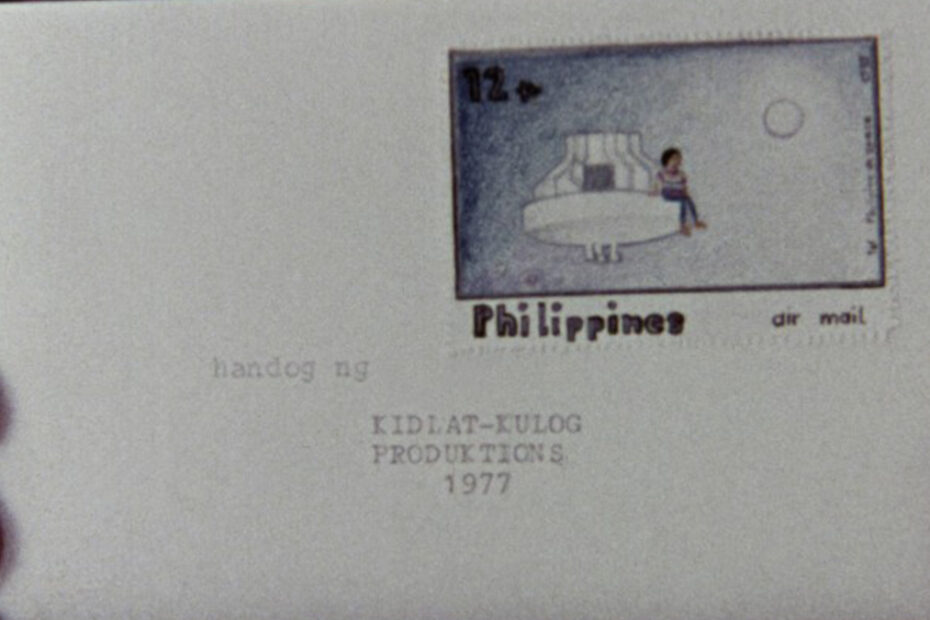 12
Philippines
air mail
handog ng
KIDLAT-KULOG
PRODUKTIONS
1977